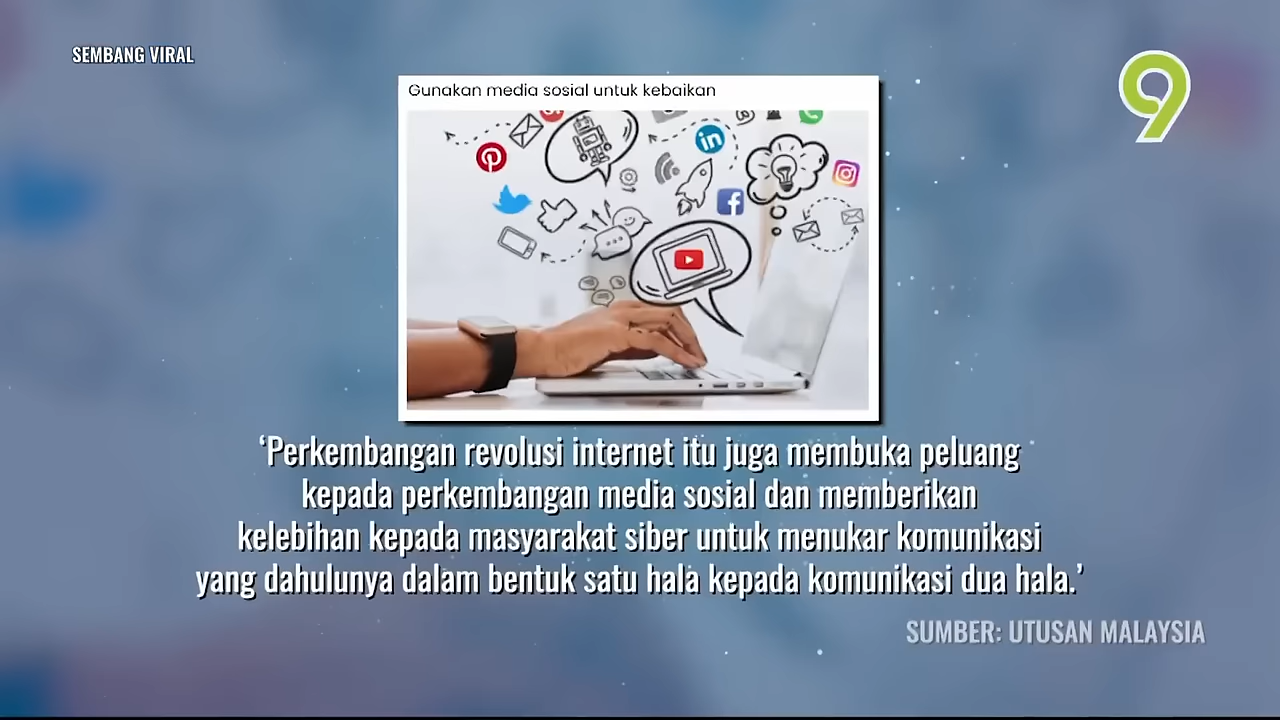 SEMBANG VIRAL
9
Gunakan media sosial untuk kebaikan
in
f
‘Perkembangan revolusi internet itu juga membuka peluang
kepada perkembangan media sosial dan memberikan
kelebihan kepada masyarakat siber untuk menukar komunikasi
yang dahulunya dalam bentuk satu hala kepada komunikasi dua hala.’
SUMBER: UTUSAN MALAYSIA